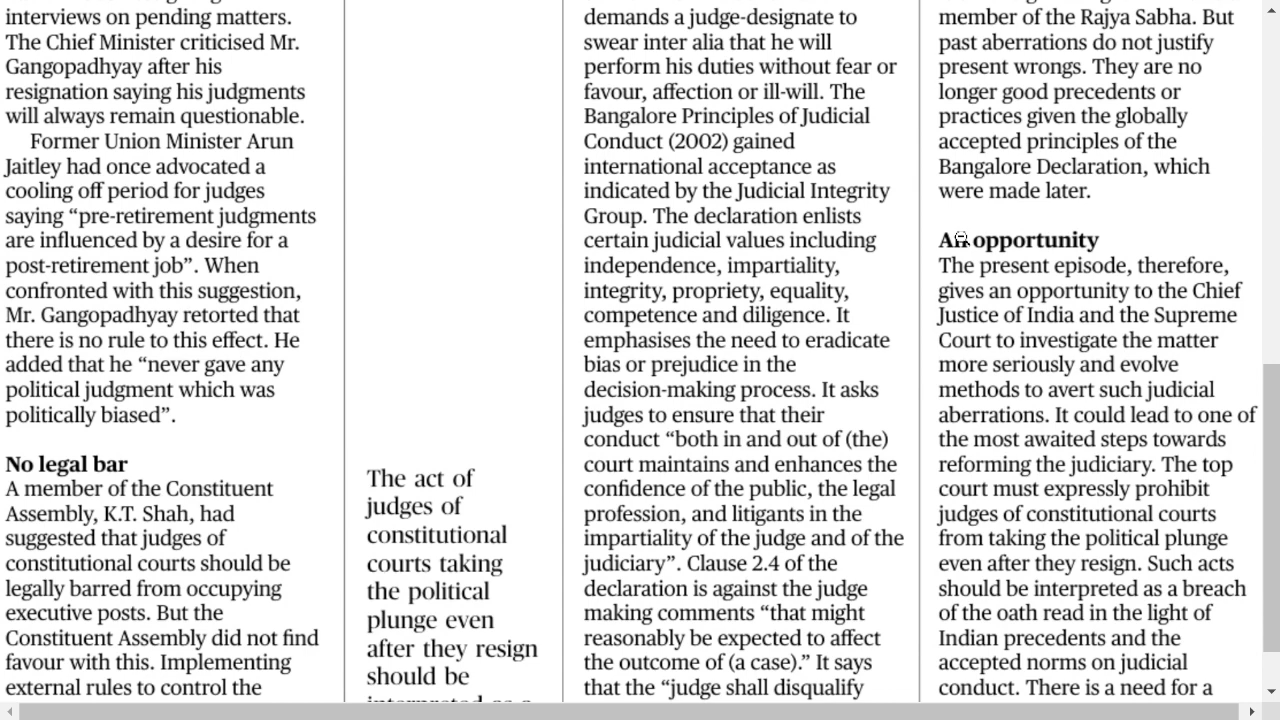 interviews on pending matters.
The Chief Minister criticised Mr.
Gangopadhyay after his
resignation saying his judgments
will always remain questionable.
Former Union Minister Arun
Jaitley had once advocated a
cooling off period for judges
saying “pre-retirement judgments
are influenced by a desire for a
post-retirement job”. When
confronted with this suggestion,
Mr. Gangopadhyay retorted that
there is no rule to this effect. He
added that he “never gave any
political judgment which was
politically biased”.
No legal bar
A member of the Constituent
Assembly, K.T. Shah, had
suggested that judges of
constitutional courts should be
legally barred from occupying
executive posts. But the
Constituent Assembly did not find
favour with this. Implementing
external rules to control the
The act of
judges of
constitutional
courts taking
the political
plunge even
after they resign
should be
demands a judge-designate to
swear inter alia that he will
perform his duties without fear or
favour, affection or ill-will. The
Bangalore Principles of Judicial
Conduct (2002) gained
international acceptance as
indicated by the Judicial Integrity
Group. The declaration enlists
certain judicial values including
independence, impartiality,
integrity, propriety, equality,
competence and diligence. It
emphasises the need to eradicate
bias or prejudice in the
decision-making process. It asks
judges to ensure that their
conduct “both in and out of (the)
court maintains and enhances the
confidence of the public, the legal
profession, and litigants in the
impartiality of the judge and of the
judiciary”. Clause 2.4 of the
declaration is against the judge
making comments “that might
reasonably be expected to affect
the outcome of (a case).” It says
that the “judge shall disqualify
member of the Rajya Sabha. But
past aberrations do not justify
present wrongs. They are no
longer good precedents or
practices given the globally
accepted principles of the
Bangalore Declaration, which
were made later.
An opportunity
The present episode, therefore,
gives an opportunity to the Chief
Justice of India and the Supreme
Court to investigate the matter
more seriously and evolve
methods to avert such judicial
aberrations. It could lead to one of
the most awaited steps towards
reforming the judiciary. The top
court must expressly prohibit
judges of constitutional courts
from taking the political plunge
even after they resign. Such acts
should be interpreted as a breach
of the oath read in the light of
Indian precedents and the
accepted norms on judicial
conduct. There is a need for a